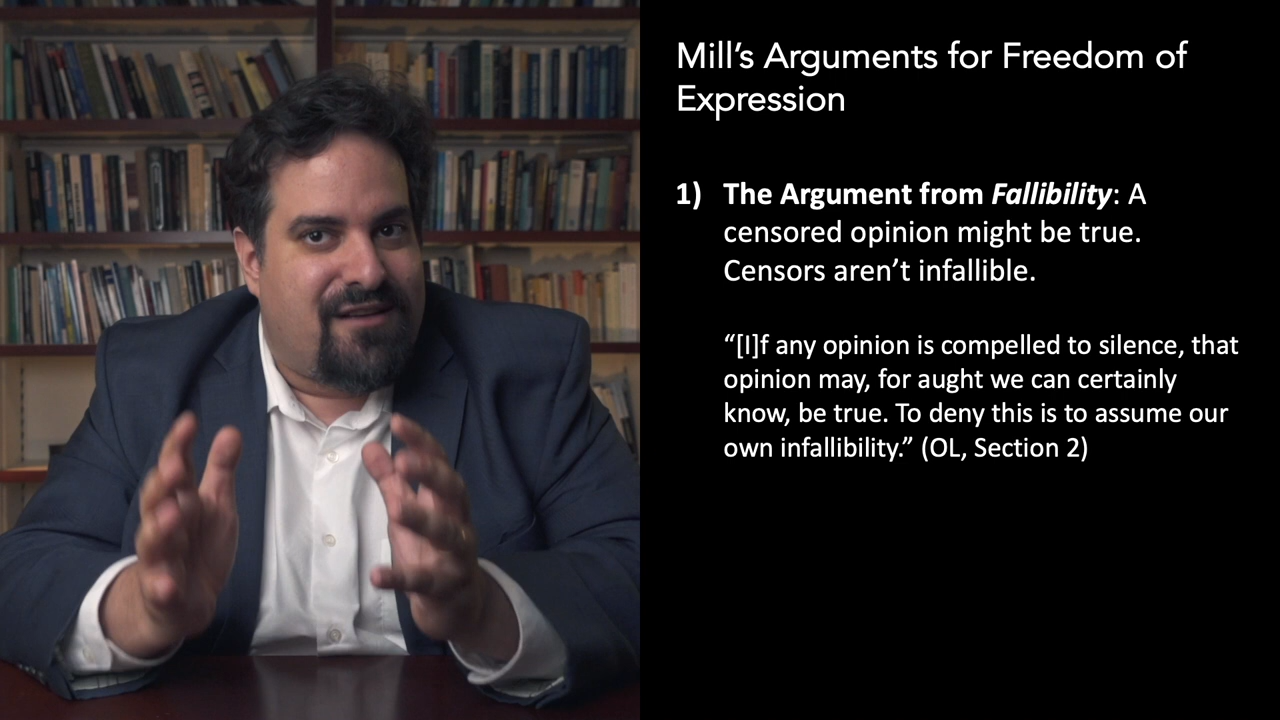 Mill’s Arguments for Freedom of
Expression
1) The Argument from Fallibility: A
censored opinion might be true.
Censors aren’t infallible.
“[I]f any opinion is compelled to silence, that
opinion may, for aught we can certainly
know, be true. To deny this is to assume our
own infallibility.” (OL, Section 2)